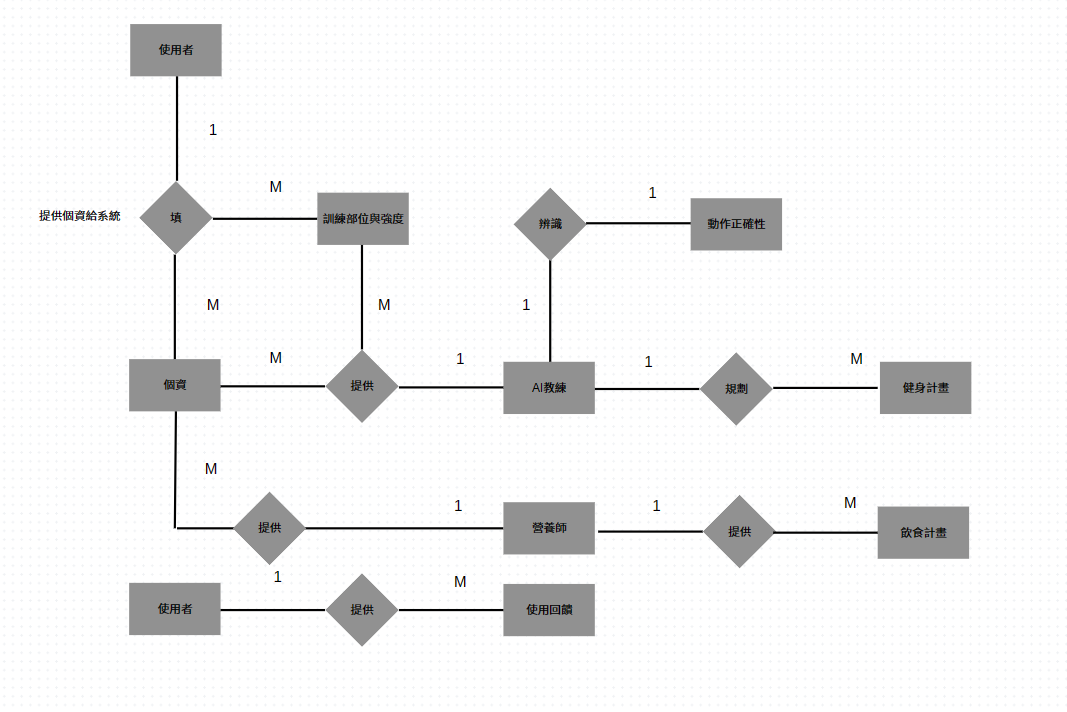 使用者
1
M
提供個資給系統
填
訓練部位與強度
辨識
1
動作正確性
M
M
1
M
1
1
M
個資
提供
AI教練
規劃
健身計畫
M
1
1
M
提供
營養師
提供
飲食計畫
1
M
使用者
提供
使用回饋